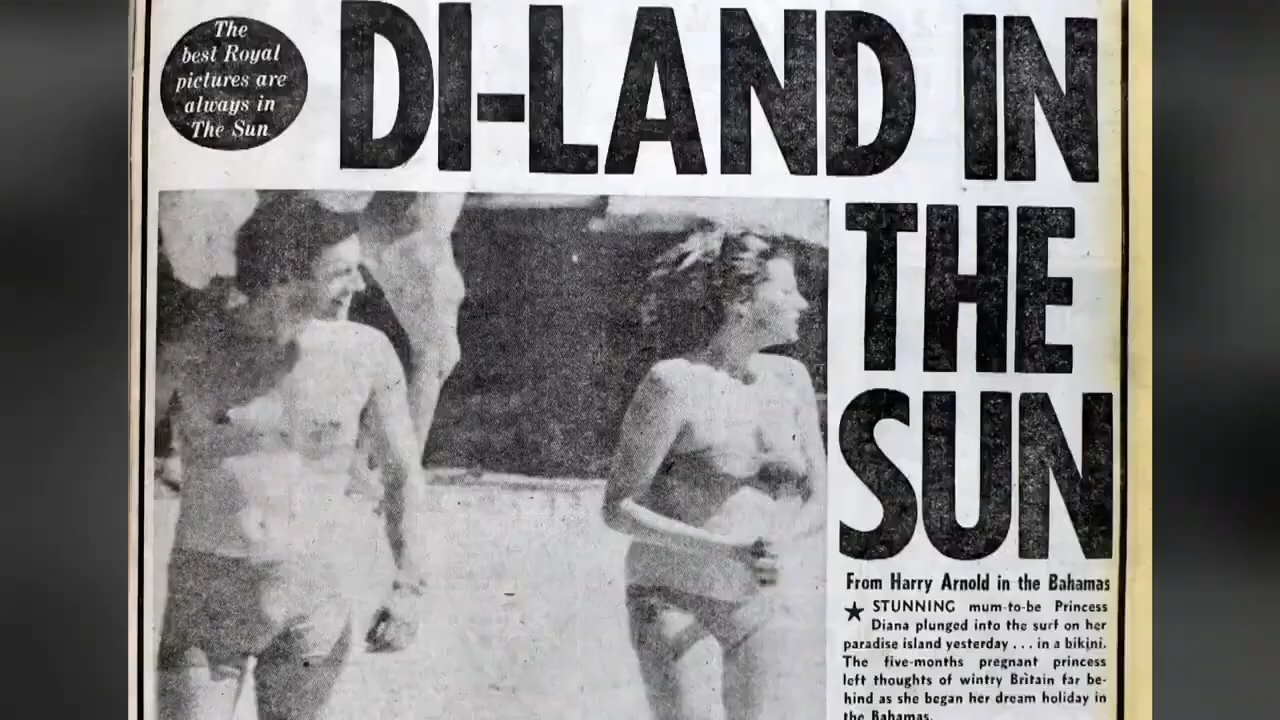 The
best Royal
pictures are
always in
The Sun
DI-LAND IN
THE
SUN
From Harry Arnold in the Bahamas
★ STUNNING mum-to-be Princess
Diana plunged into the surf on her
paradise island yesterday . . . in a bikini.
The five-months pregnant princess
left thoughts of wintry Britain far be-
hind as she began her dream holiday in
the Bahamas.